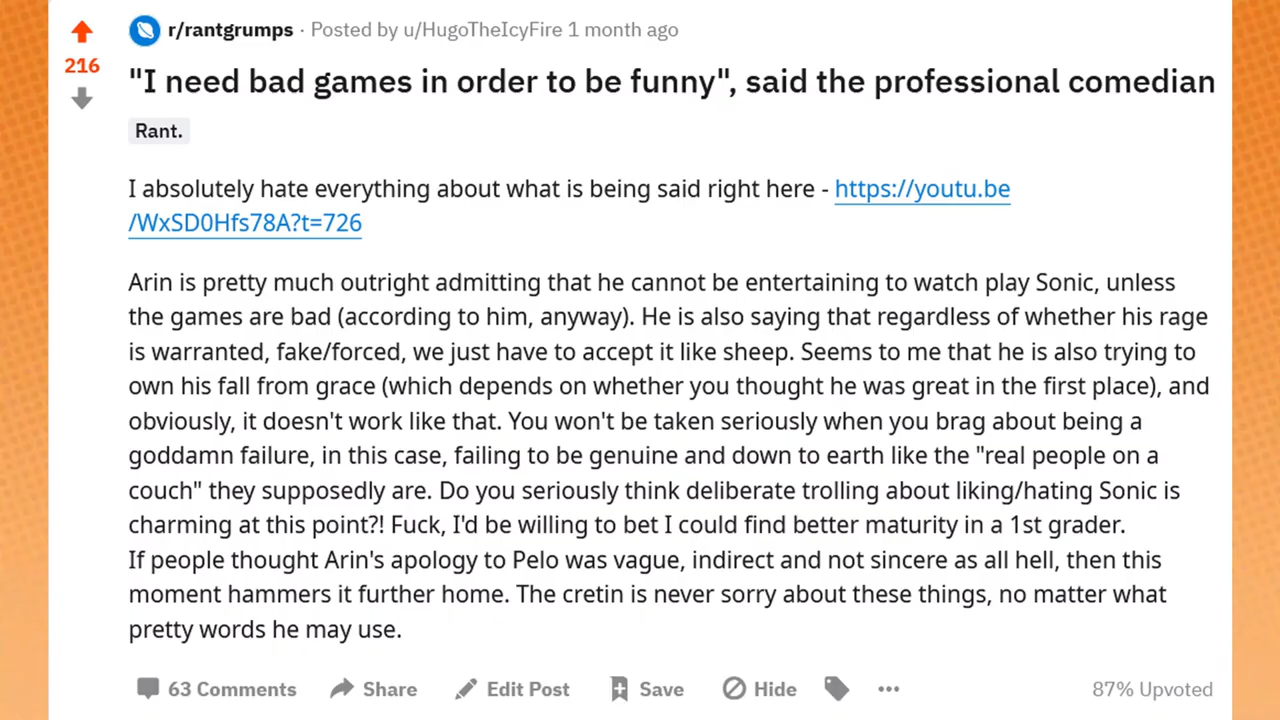 r/rantgrumps · Posted by u/HugoTheIcyFire 1 month ago
216
"I need bad games in order to be funny", said the professional comedian
Rant.
I absolutely hate everything about what is being said right here - https://youtu.be
/WxSD0Hfs78A?t=726
Arin is pretty much outright admitting that he cannot be entertaining to watch play Sonic, unless
the games are bad (according to him, anyway). He is also saying that regardless of whether his rage
is warranted, fake/forced, we just have to accept it like sheep. Seems to me that he is also trying to
own his fall from grace (which depends on whether you thought he was great in the first place), and
obviously, it doesn't work like that. You won't be taken seriously when you brag about being a
goddamn failure, in this case, failing to be genuine and down to earth like the "real people on a
couch" they supposedly are. Do you seriously think deliberate trolling about liking/hating Sonic is
charming at this point?! Fuck, I'd be willing to bet I could find better maturity in a 1st grader.
If people thought Arin's apology to Pelo was vague, indirect and not sincere as all hell, then this
moment hammers it further home. The cretin is never sorry about these things, no matter what
pretty words he may use.
63 Comments Share Edit Post Save Hide ••• 87% Upvoted